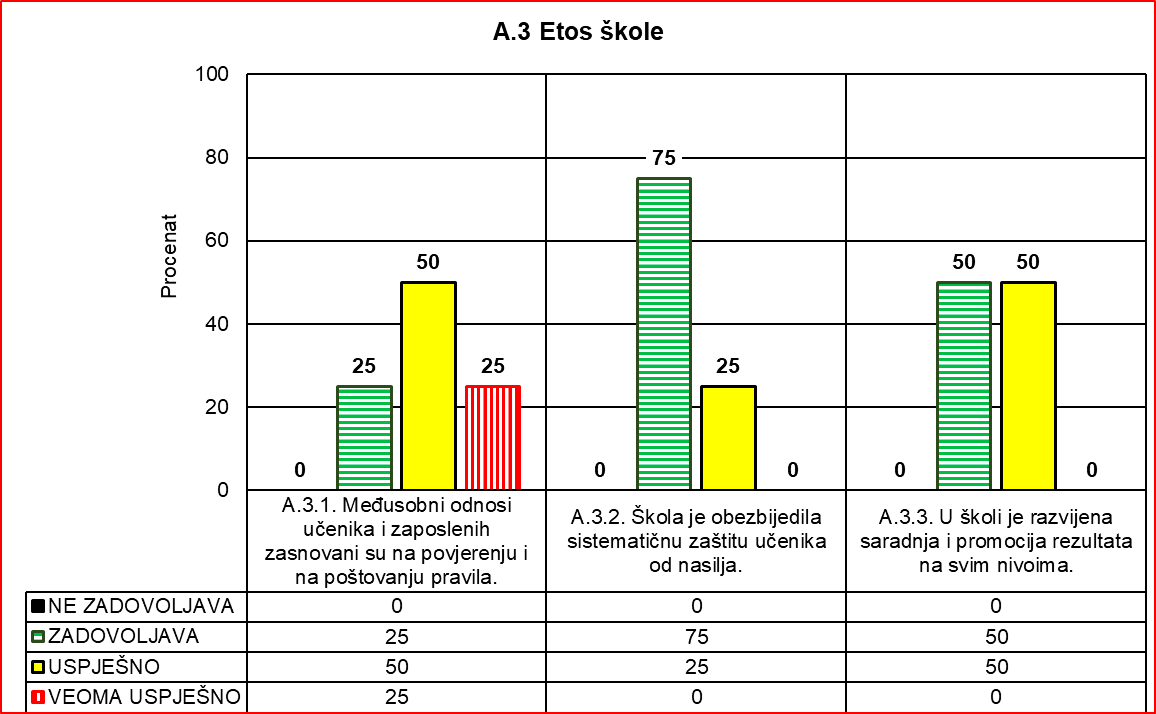 A.3 Etos škole
Procenat
100
80
60
40
20
0
0
25
50
25
0
75
25
0
0
50
50
0
A.3.1. Međusobni odnosi
učenika i zaposlenih
zasnovani su na povjerenju i
na poštovanju pravila.
A.3.2. Škola je obezbijedila
sistematičnu zaštitu učenika
od nasilja.
A.3.3. U školi je razvijena
saradnja i promocija rezultata
na svim nivoima.
NE ZADOVOLJAVA 0 0 0
ZADOVOLJAVA 25 75 50
USPJEŠNO 50 25 50
VEOMA USPJEŠNO 25 0 0